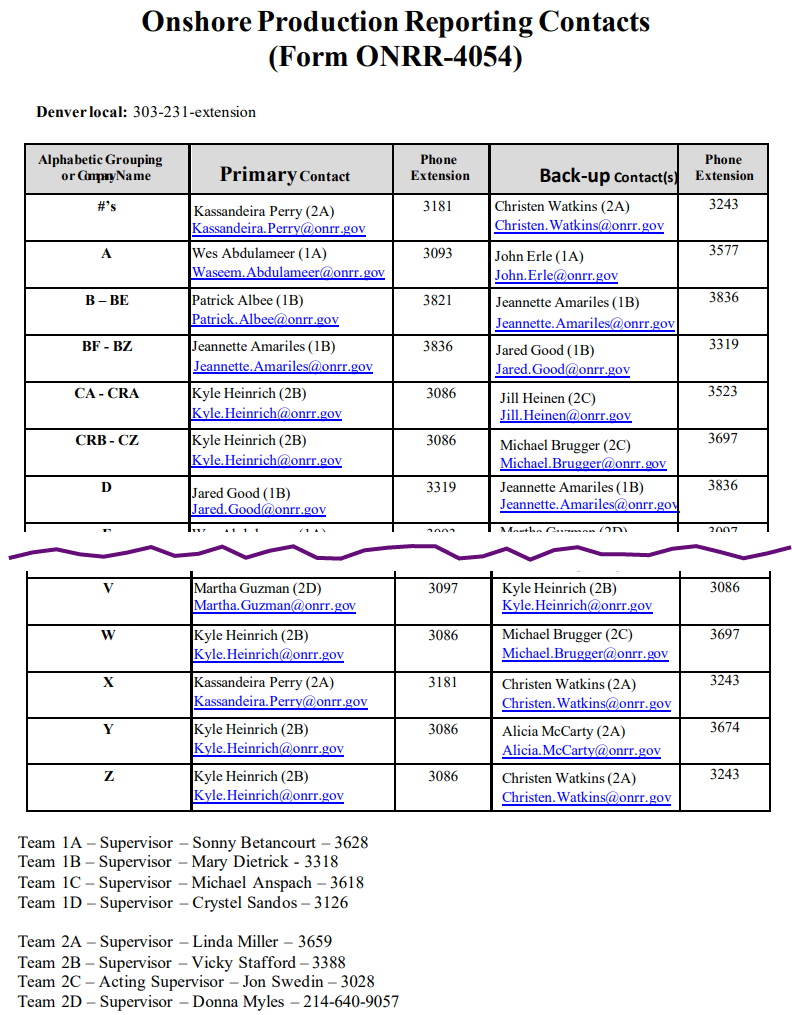 Onshore Production Reporting Contacts
(Form ONRR-4054)
Denver local: 303-231-extension
Alphabetic Grouping or Company Name | Primary Contact | Phone Extension | Back-up Contact(s) | Phone Extension
#'s | Kassandeira Perry (2A) | 3181 | Christen Watkins (2A) | 3243
Kassandeira.Perry@onrr.gov | Christen.Watkins@onrr.gov
A | Wes Abdulameer (1A) | 3093 | John Erle (1A) | 3577
Waseem.Abdulameer@onrr.gov | John.Erle@onrr.gov
B – BE | Patrick Albee (1B) | 3821 | Jeannette Amariles (1B) | 3836
Patrick.Albee@onrr.gov | Jeannette.Amariles@onrr.gov
BF - BZ | Jeannette Amariles (1B) | 3836 | Jared Good (1B) | 3319
Jeannette.Amariles@onrr.gov | Jared.Good@onrr.gov
CA - CRA | Kyle Heinrich (2B) | 3086 | Jill Heinen (2C) | 3523
Kyle.Heinrich@onrr.gov | Jill.Heinen@onrr.gov
CRB - CZ | Kyle Heinrich (2B) | 3086 | Michael Brugger (2C) | 3697
Kyle.Heinrich@onrr.gov | Michael.Brugger@onrr.gov
D | Jared Good (1B) | 3319 | Jeannette Amariles (1B) | 3836
Jared.Good@onrr.gov | Jeannette.Amariles@onrr.gov
V | Martha Guzman (2D) | 3097 | Kyle Heinrich (2B) | 3086
Martha.Guzman@onrr.gov | Kyle.Heinrich@onrr.gov
W | Kyle Heinrich (2B) | 3086 | Michael Brugger (2C) | 3697
Kyle.Heinrich@onrr.gov | Michael.Brugger@onrr.gov
X | Kassandeira Perry (2A) | 3181 | Christen Watkins (2A) | 3243
Kassandeira.Perry@onrr.gov | Christen.Watkins@onrr.gov
Y | Kyle Heinrich (2B) | 3086 | Alicia McCarty (2A) | 3674
Kyle.Heinrich@onrr.gov | Alicia.McCarty@onrr.gov
Z | Kyle Heinrich (2B) | 3086 | Christen Watkins (2A) | 3243
Kyle.Heinrich@onrr.gov | Christen.Watkins@onrr.gov
Team 1A – Supervisor – Sonny Betancourt – 3628
Team 1B – Supervisor – Mary Dietrick - 3318
Team 1C – Supervisor – Michael Anspach – 3618
Team 1D – Supervisor – Crystel Sandos – 3126
Team 2A – Supervisor – Linda Miller – 3659
Team 2B – Supervisor – Vicky Stafford – 3388
Team 2C – Acting Supervisor – Jon Swedin – 3028
Team 2D – Supervisor – Donna Myles – 214-640-9057